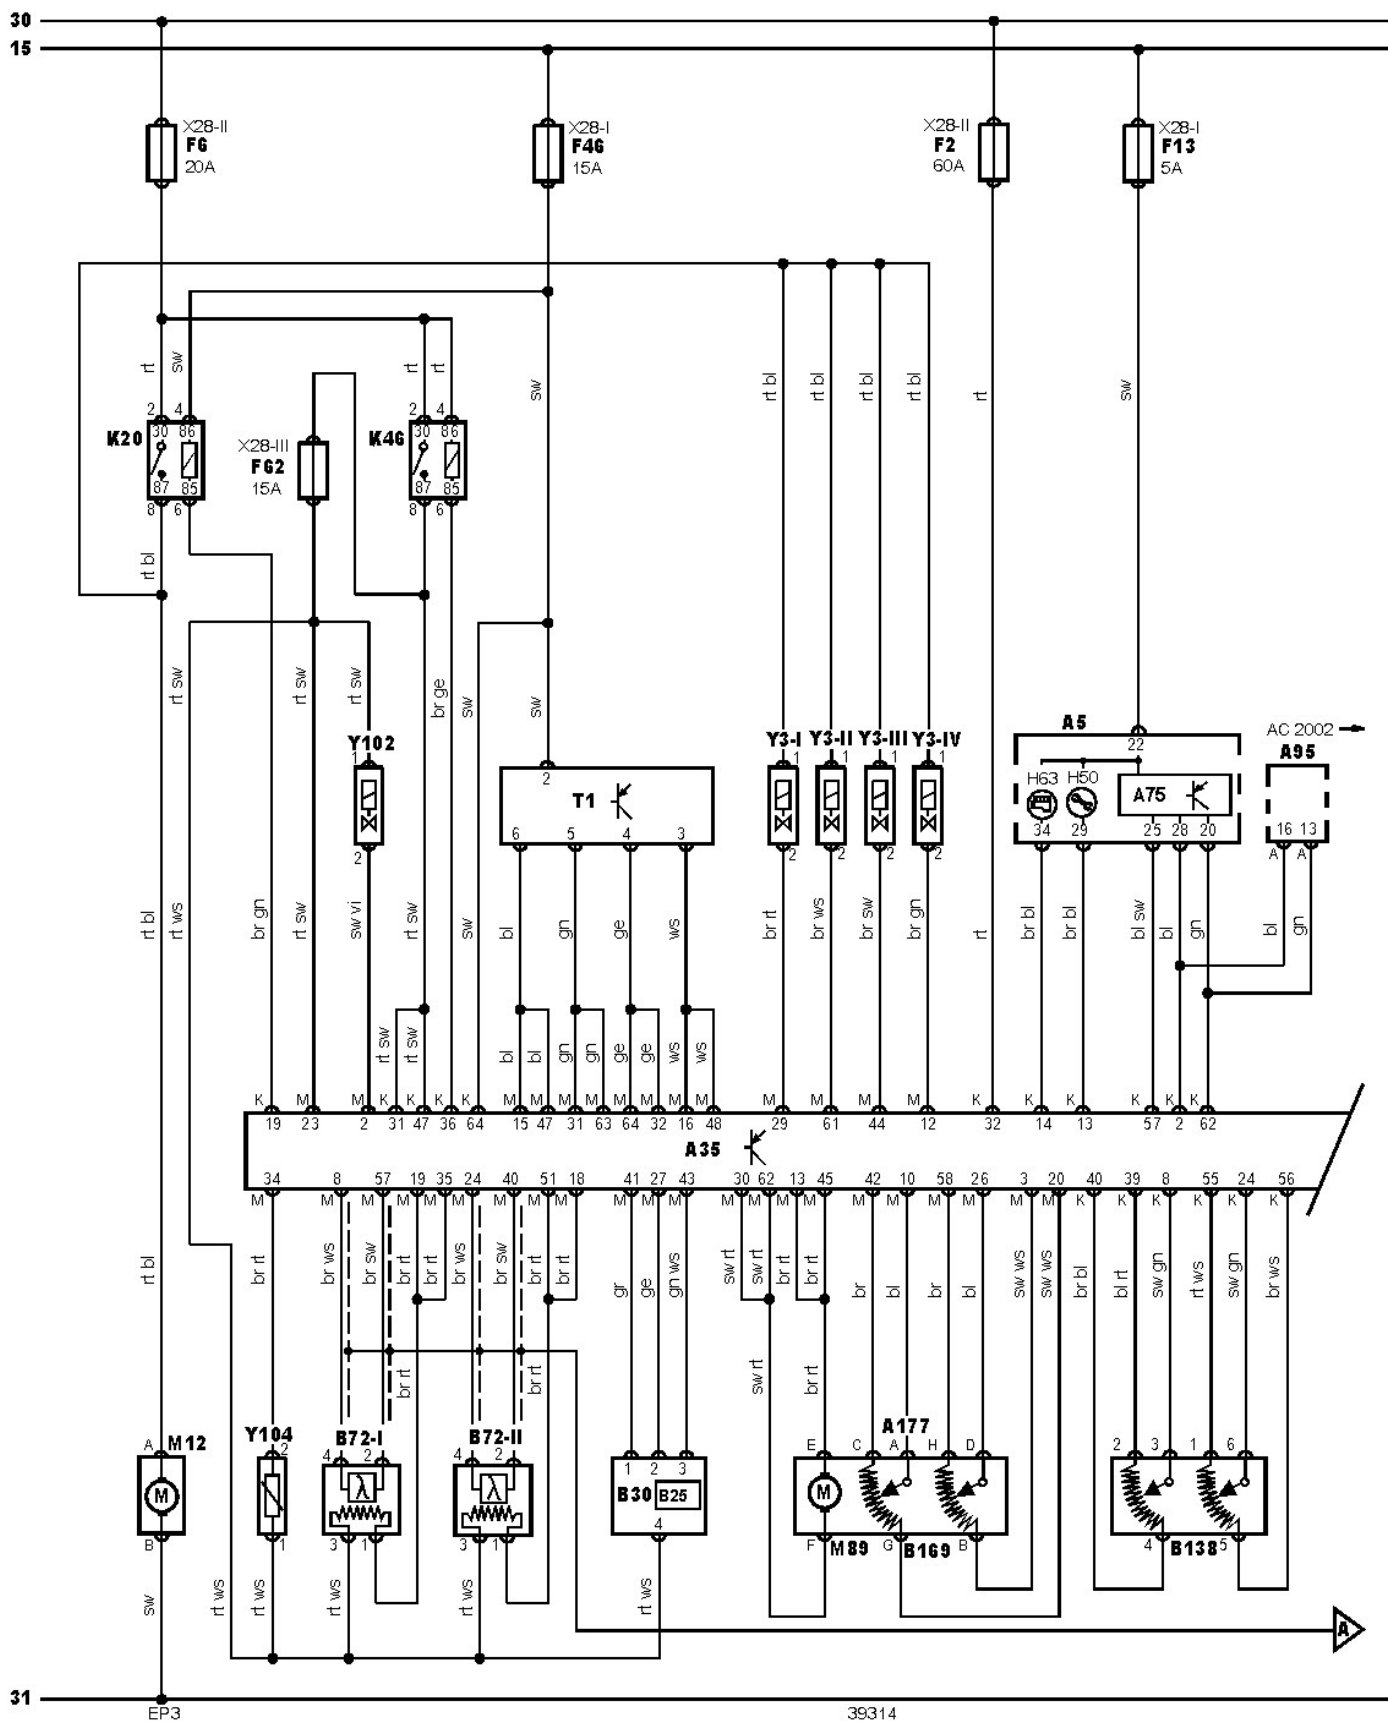 30
15
X28-II X28-I X28-II X28-I
F6 F46 F2 F13
20A 15A 60A 5A
rt sw rt rt sw rt bl rt bl rt bl rt bl rt sw
2 4 2 4
K20 30 86 X28-III K46 30 86
F62
87 85 15A 87 85
8 6 8 6
rt bl
rt sw rt sw rt sw br ge sw sw
A5 AC 2002
Y102 Y3-I Y3-II Y3-III Y3-IV 22 A95
1 2 1 1 1 1
H63 H50
T1 A75
6 5 4 3 34 29 25 28 20 16 13
2 2 2 2 2 A A
rt bl rt ws br gn rt sw sw vi rt sw sw bl gn ge ws br rt br ws br sw br gn rt br bl br bl bl sw bl gn bl gn
rt sw rt sw bl bl gn gn ge ge ws ws
K M M K K K K M M M M M M M M M M M M K K K K K K
19 23 2 31 47 36 64 15 47 31 63 64 32 16 48 29 61 44 12 32 14 13 57 2 62
A35
34 8 57 19 35 24 40 51 18 41 27 43 30 62 13 45 42 10 58 26 3 20 40 39 8 55 24 56
M M M M M M M M M M M M M M M M M M M M M M K K K K K K
rt bl br rt br ws br sw br rt br rt br ws br sw br rt br rt gr ge gn ws sw rt sw rt br rt br rt br bl br bl sw ws sw ws br bl bl rt sw gn rt ws sw gn br ws
br rt br rt sw rt br rt
A M12 Y104 B72-I B72-II A177
2 4 2 4 2 E C A H D 2 3 1 6
1 2 3
M λ λ B30 B25 M
4
B 1 3 1 3 1 F M89 G B169 B 4 B138 5
sw rt ws rt ws rt ws rt ws rt ws
A
31
EP3 39314